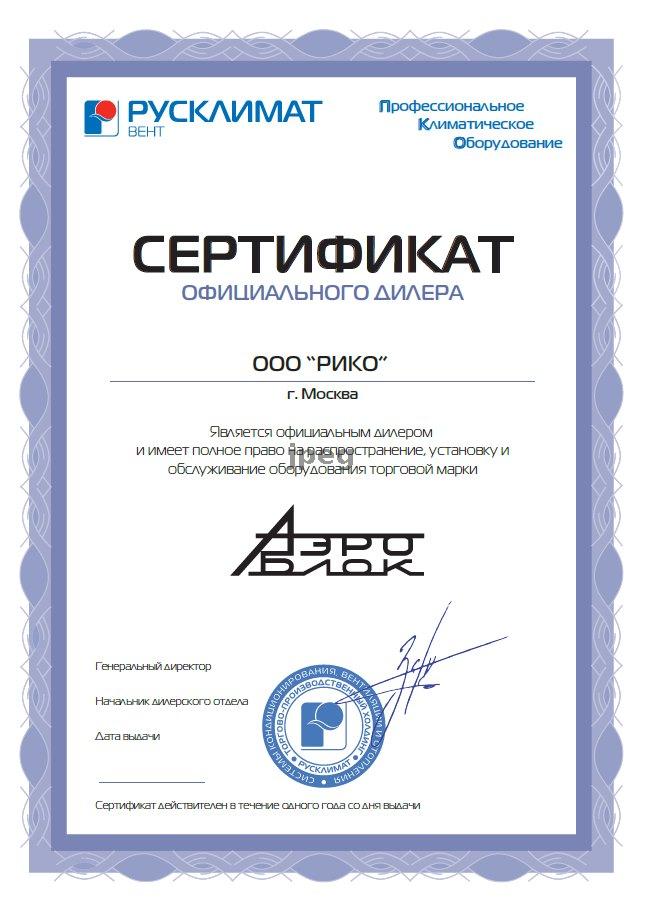 РУСКЛИМАТ
ВЕНТ
Профессиональное
Климатическое
Оборудование
СЕРТИФИКАТ
ОФИЦИАЛЬНОГО ДИЛЕРА
ООО “РИКО”
г. Москва
Является официальным дилером
и имеет полное право на распространение, установку и
jpeg
обслуживание оборудования торговой марки
АЭРО
БЛОК
Генеральный директор
Начальник дилерского отдела
Дата выдачи
СИСТЕМЫ КОНДИЦИОНИРОВАНИЯ, ВЕНТИЛЯЦИИ И ОТОПЛЕНИЯ
ТОРГОВО-ПРОИЗВОДСТВЕННЫЙ ХОЛДИНГ
РУСКЛИМАТ
Сертификат действителен в течение одного года со дня выдачи